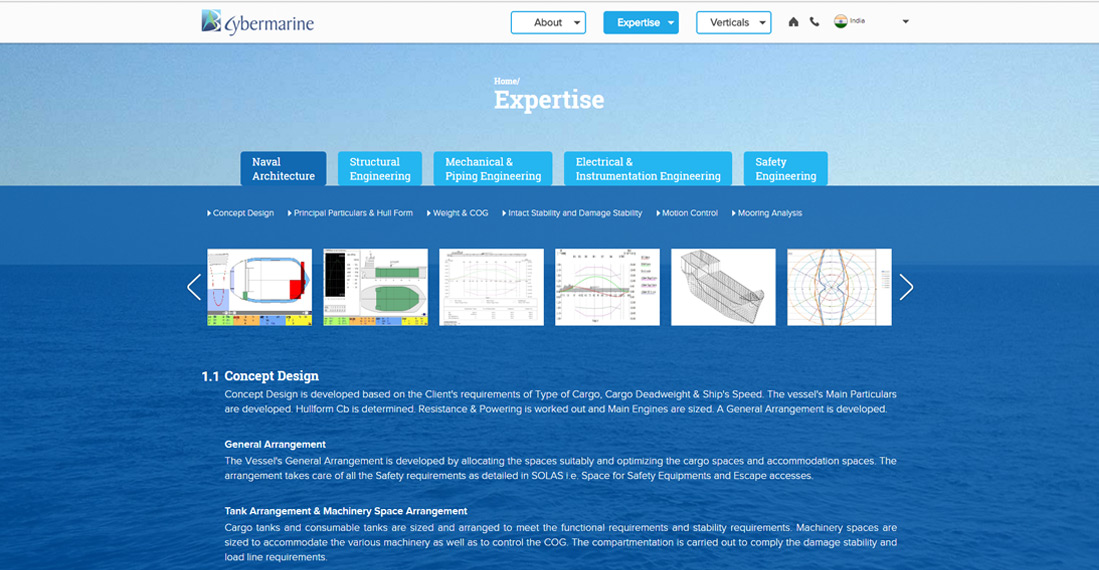 Cybermarine
About
Expertise
Verticals
India
Home/
Expertise
Naval
Architecture
Structural
Engineering
Mechanical &
Piping Engineering
Electrical &
Instrumentation Engineering
Safety
Engineering
Concept Design
Principal Particulars & Hull Form
Weight & COG
Intact Stability and Damage Stability
Motion Control
Mooring Analysis
1.1 Concept Design
Concept Design is developed based on the Client's requirements of Type of Cargo, Cargo Deadweight & Ship's Speed. The vessel's Main Particulars
are developed. Hullform Cb is determined. Resistance & Powering is worked out and Main Engines are sized. A General Arrangement is developed.
General Arrangement
The Vessel's General Arrangement is developed by allocating the spaces suitably and optimizing the cargo spaces and accommodation spaces. The
arrangement takes care of all the Safety requirements as detailed in SOLAS i e. Space for Safety Equipments and Escape accesses.
Tank Arrangement & Machinery Space Arrangement
Cargo tanks and consumable tanks are sized and arranged to meet the functional requirements and stability requirements. Machinery spaces are
sized to accommodate the various machinery as well as to control the COG. The compartmentation is carried out to comply the damage stability and
load line requirements.